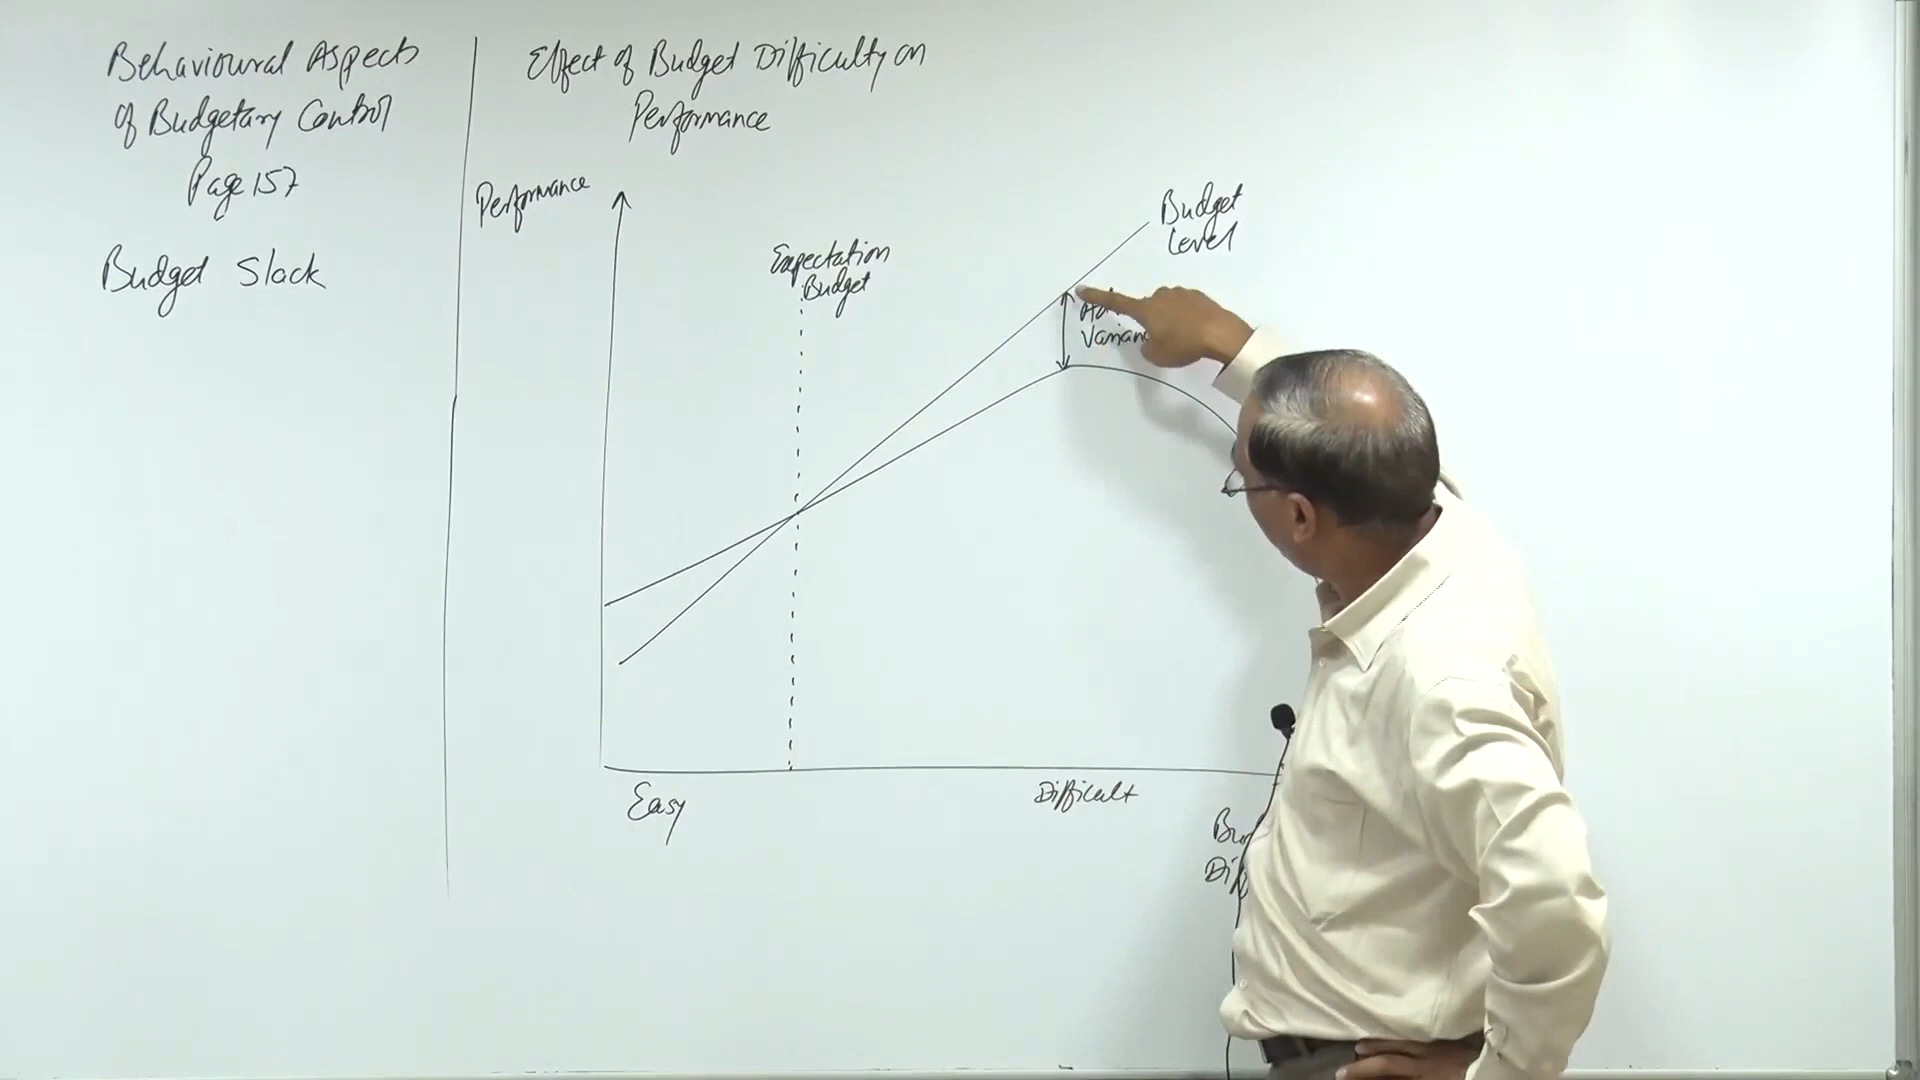 Behavioural Aspects
of Budgetary Control
Page 157
Budget Slack
Effect of Budget Difficulty on
Performance
Performance
Expectation
Budget
Budget
Level
Easy
Difficult